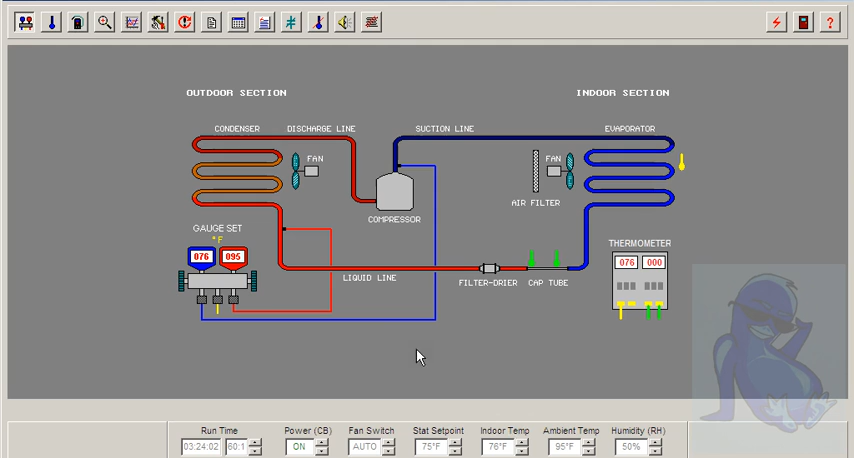 ?
OUTDOOR SECTION
INDOOR SECTION
CONDENSER
DISCHARGE LINE
SUCTION LINE
EVAPORATOR
FAN
FAN
AIR FILTER
COMPRESSOR
GAUGE SET
°F
076
095
THERMOMETER
076
000
LIQUID LINE
FILTER-DRIER
CAP TUBE
Run Time
Power (CB)
Fan Switch
Stat Setpoint
Indoor Temp
Ambient Temp
Humidity (RH)
03:24:02
60:1
ON
AUTO
75°F
76°F
95°F
50%